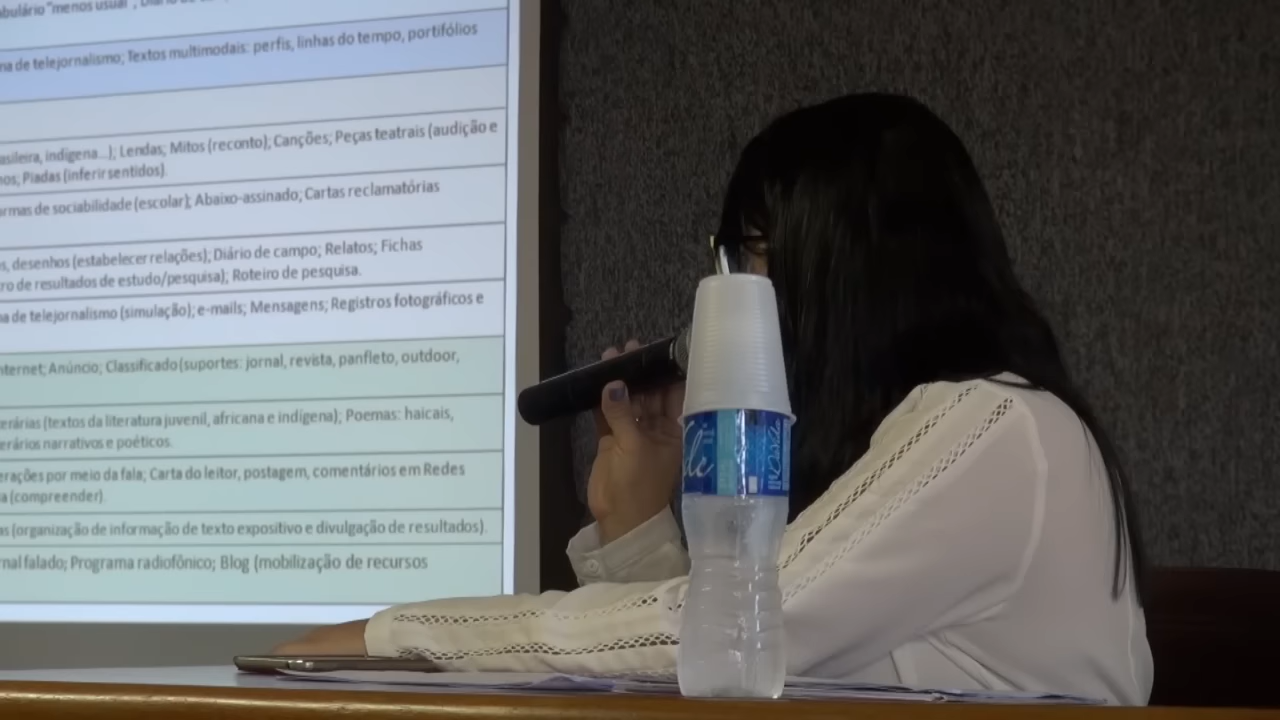 bulário "menos usual",
na de telejornalismo; Textos multimodais: perfis, linhas do tempo, portifólios
asileira, indígena...); Lendas; Mitos (reconto); Canções; Peças teatrais (audição e
nos; Piadas (inferir sentidos).
ormas de sociabilidade (escolar); Abaixo-assinado; Cartas reclamatórias
s, desenhos (estabelecer relações); Diário de campo; Relatos; Fichas
ro de resultados de estudo/pesquisa); Roteiro de pesquisa.
na de telejornalismo (simulação); e-mails; Mensagens; Registros fotográficos e
nternet; Anúncio; Classificado (suportes: jornal, revista, panfleto, outdoor,
erárias (textos da literatura juvenil, africana e indígena); Poemas: haicais,
erários narrativos e poéticos.
erações por meio da fala; Carta do leitor, postagem, comentários em Redes
a (compreender).
as (organização de informação de texto expositivo e divulgação de resultados).
rnal falado; Programa radiofônico; Blog (mobilização de recursos